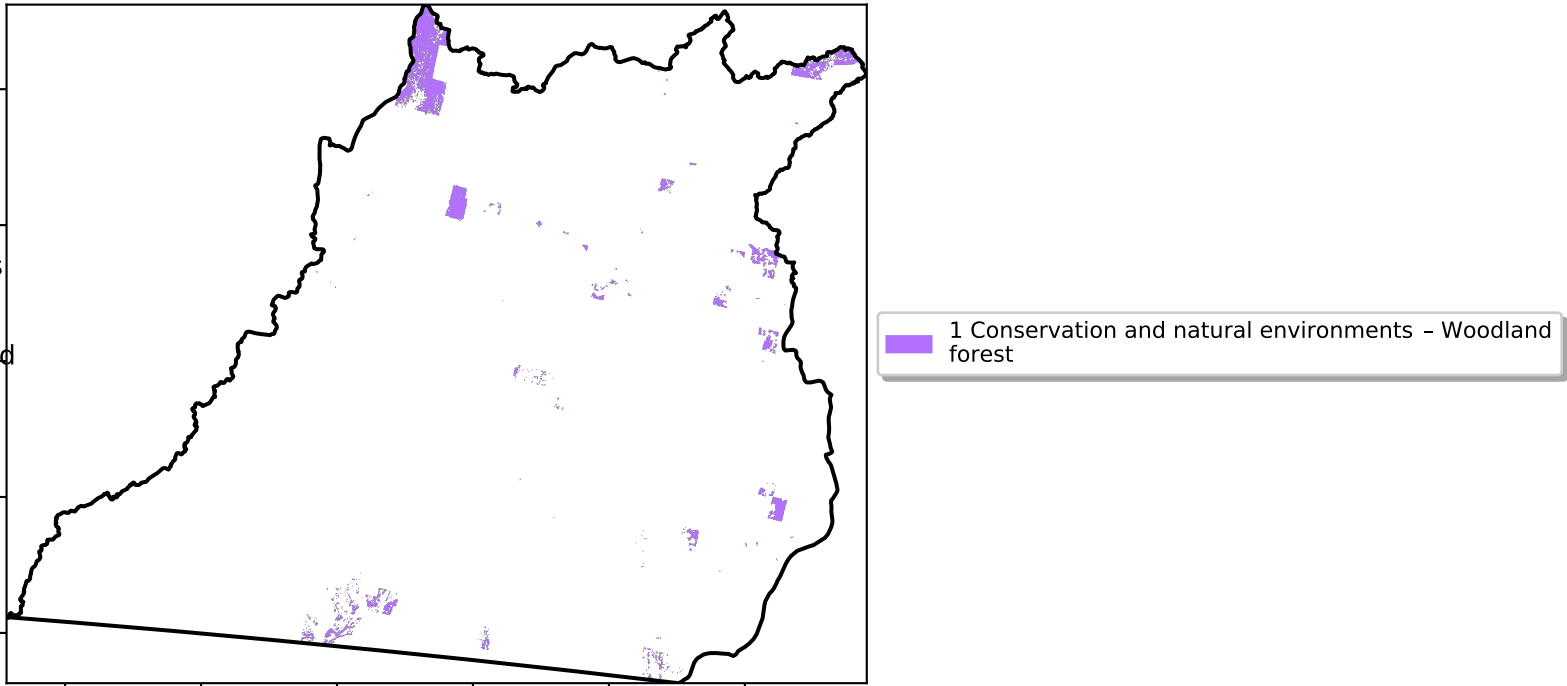 1 Conservation and natural environments – Woodland
forest
d